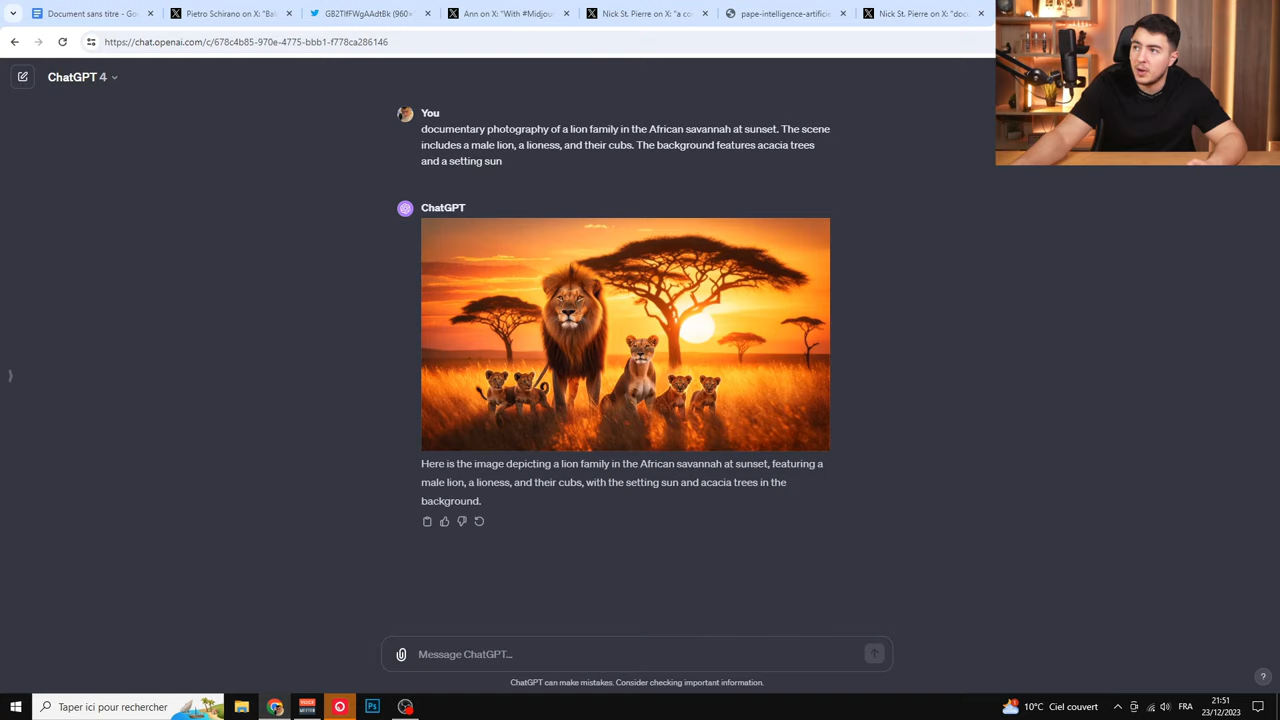 Document sans titre - Go
Pietro Schirano on X: "Ba
(960×
Ann on X: "With #Midjou
Nick St. Pierre on X: "a co
pape-intelligence-artificie
Nick St. Pierre on X: "doc
https://chat.openai.com/c/678c4b85-970e-4775-bbb1-f778ca286146
ChatGPT 4
You
documentary photography of a lion family in the African savannah at sunset. The scene
includes a male lion, a lioness, and their cubs. The background features acacia trees
and a setting sun
ChatGPT
Here is the image depicting a lion family in the African savannah at sunset, featuring a
male lion, a lioness, and their cubs, with the setting sun and acacia trees in the
background.
Message ChatGPT...
ChatGPT can make mistakes. Consider checking important information.
?
Taper ici pour rechercher
Ps
10°C Ciel couvert
FRA
21:51
23/12/2023